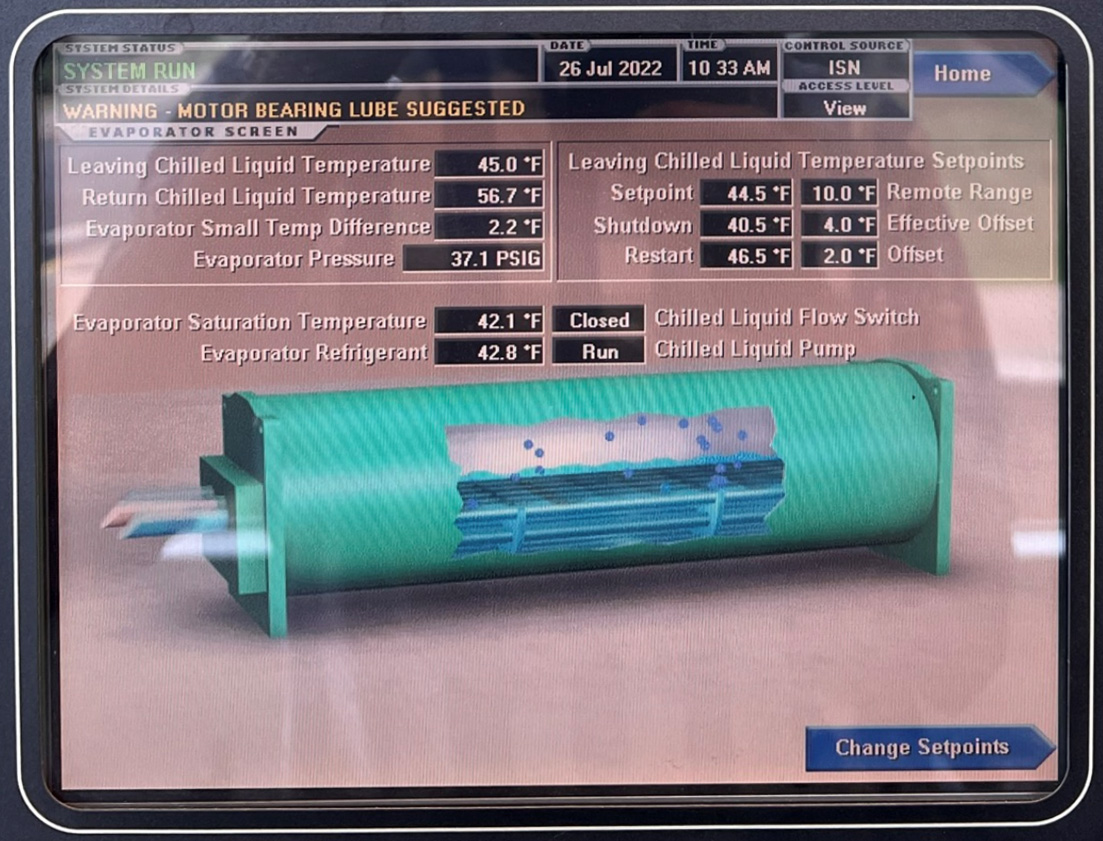 SYSTEM STATUS
SYSTEM RUN
SYSTEM DETAILS
WARNING - MOTOR BEARING LUBE SUGGESTED
DATE
26 Jul 2022
TIME
10 33 AM
CONTROL SOURCE
ISN
ACCESS LEVEL
View
Home
EVAPORATOR SCREEN
Leaving Chilled Liquid Temperature 45.0 °F
Return Chilled Liquid Temperature 56.7 °F
Evaporator Small Temp Difference 2.2 °F
Evaporator Pressure 37.1 PSIG
Leaving Chilled Liquid Temperature Setpoints
Setpoint 44.5 °F 10.0 °F Remote Range
Shutdown 40.5 °F 4.0 °F Effective Offset
Restart 46.5 °F 2.0 °F Offset
Evaporator Saturation Temperature 42.1 °F Closed Chilled Liquid Flow Switch
Evaporator Refrigerant 42.8 °F Run Chilled Liquid Pump
Change Setpoints